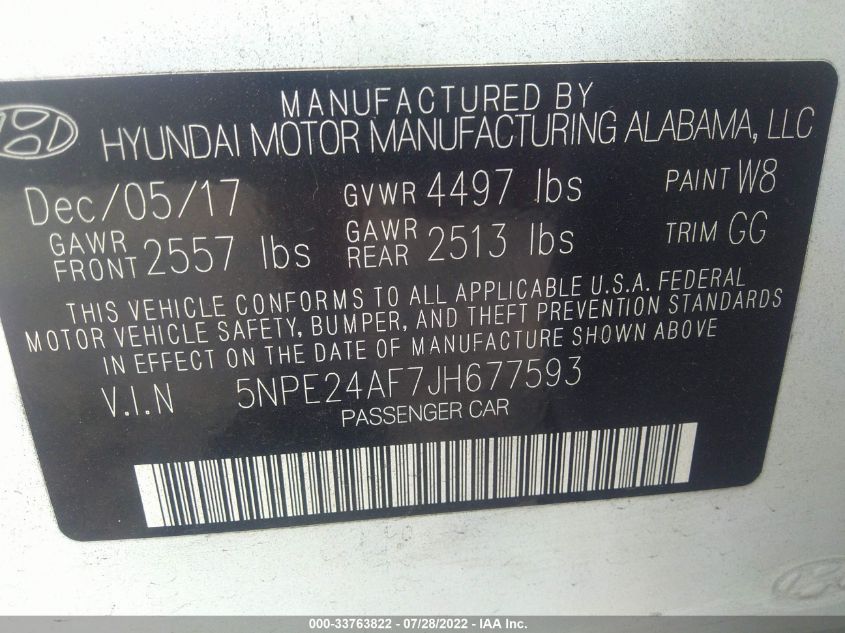 MANUFACTURED BY
HYUNDAI MOTOR MANUFACTURING ALABAMA, LLC
Dec/05/17 GVWR 4497 lbs PAINT W8
GAWR FRONT 2557 lbs GAWR REAR 2513 lbs TRIM GG
THIS VEHICLE CONFORMS TO ALL APPLICABLE U.S.A. FEDERAL
MOTOR VEHICLE SAFETY, BUMPER, AND THEFT PREVENTION STANDARDS
IN EFFECT ON THE DATE OF MANUFACTURE SHOWN ABOVE
V.I.N 5NPE24AF7JH677593
PASSENGER CAR
000-33763822 - 07/28/2022 - IAA Inc.